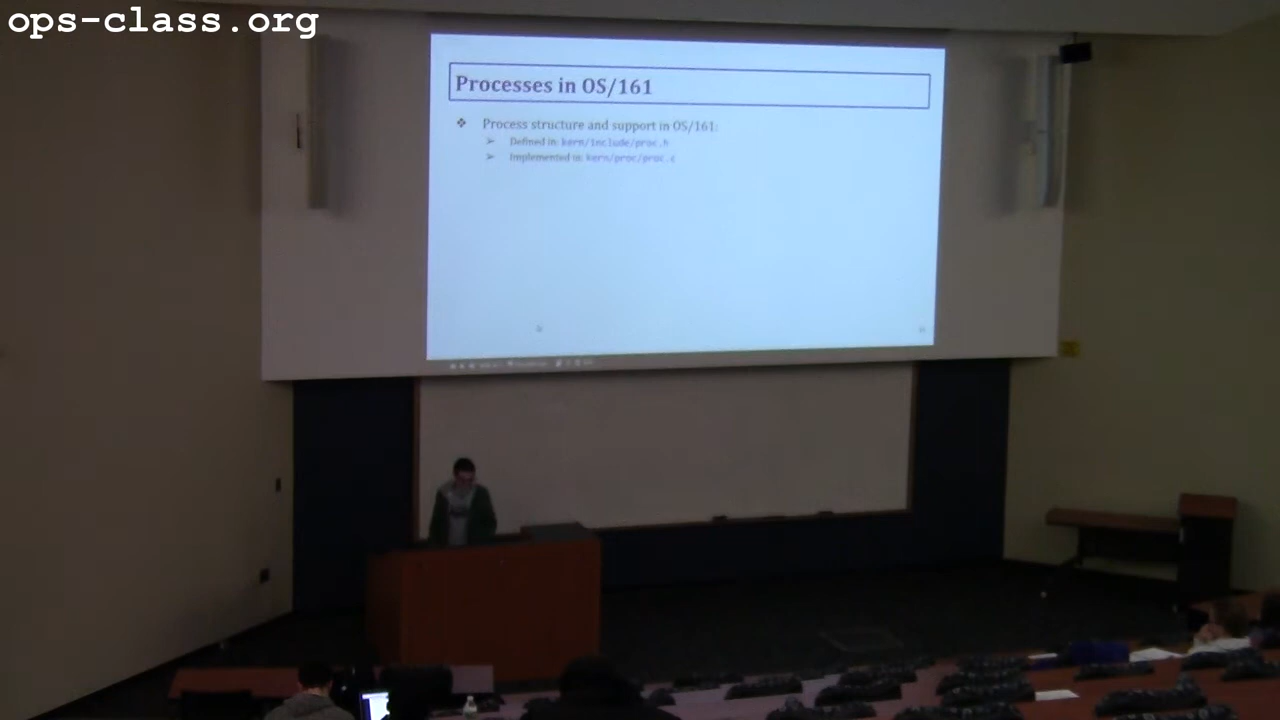 ops-class.org
Processes in OS/161
❖ Process structure and support in OS/161:
➢ Defined in: kern/include/proc.h
➢ Implemented in: kern/proc/proc.c